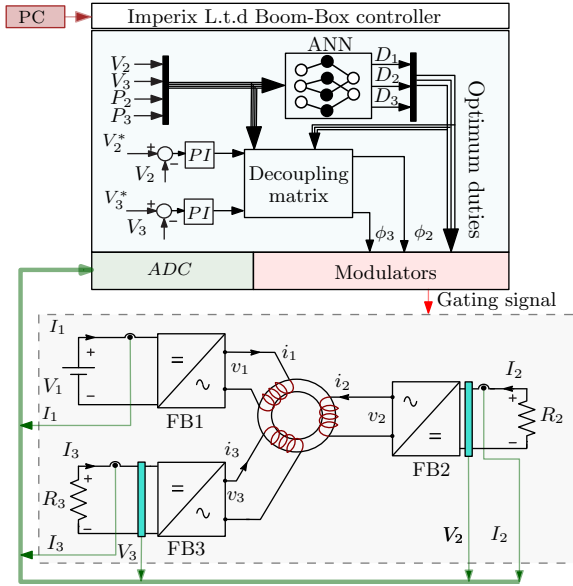 PC
Imperix L.t.d Boom-Box controller
ANN
V₂
V₃
P₂
P₃
D₁
D₂
D₃
Optimum duties
V₂*
+
−
V₂
PI
V₃*
+
−
V₃
PI
Decoupling
matrix
ϕ₃
ϕ₂
ADC
Modulators
Gating signal
I₁
+
V₁
−
I₁
=
∼
FB1
v₁
i₁
i₂
v₂
∼
=
FB2
I₂
+
R₂
−
I₃
+
R₃
−
I₃
V₃
=
∼
FB3
i₃
v₃
V₂
I₂